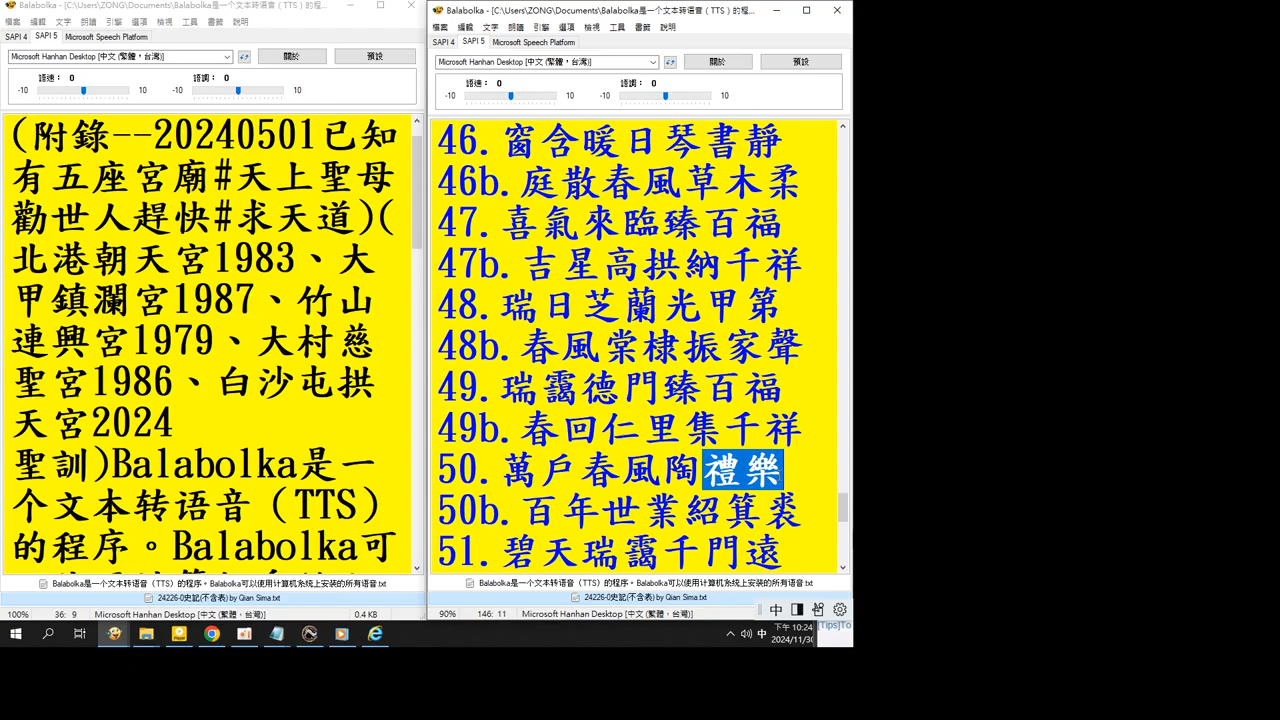 Balabolka - [C:\Users\ZONG\Documents\Balabolka是一个文本转语音（TTS）的程...
檔案 編輯 文字 朗讀 引擎 選項 檢視 工具 書籤 說明
SAPI 4 SAPI 5 Microsoft Speech Platform
Microsoft Hanhan Desktop [中文 (繁體，台灣)] 關於 預設
語速： 0 語調： 0
-10 10 -10 10
(附錄--20240501已知
有五座宮廟#天上聖母
勸世人趕快#求天道)(
北港朝天宮1983、大
甲鎮瀾宮1987、竹山
連興宮1979、大村慈
聖宮1986、白沙屯拱
天宮2024
聖訓)Balabolka是一
个文本转语音（TTS）
的程序。Balabolka可
Balabolka是一个文本转语音（TTS）的程序。Balabolka可以使用计算机系统上安装的所有语音.txt
24226-0史記(不含表) by Qian Sima.txt
100% 36: 9 Microsoft Hanhan Desktop [中文 (繁體，台灣)] 0.4 KB
Balabolka - [C:\Users\ZONG\Documents\Balabolka是一个文本转语音（TTS）的程...
檔案 編輯 文字 朗讀 引擎 選項 檢視 工具 書籤 說明
SAPI 4 SAPI 5 Microsoft Speech Platform
Microsoft Hanhan Desktop [中文 (繁體，台灣)] 關於 預設
語速： 0 語調： 0
-10 10 -10 10
46.窗含暖日琴書靜
46b.庭散春風草木柔
47.喜氣來臨臻百福
47b.吉星高拱納千祥
48.瑞日芝蘭光甲第
48b.春風棠棣振家聲
49.瑞靄德門臻百福
49b.春回仁里集千祥
50.萬戶春風陶禮樂
50b.百年世業紹箕裘
51.碧天瑞靄千門遠
Balabolka是一个文本转语音（TTS）的程序。Balabolka可以使用计算机系统上安装的所有语音.txt
24226-0史記(不含表) by Qian Sima.txt
90% 146: 11 Microsoft Hanhan Desktop [中文 (繁體，台灣)]
中
中 下午 10:24
2024/11/30
[Tips]To